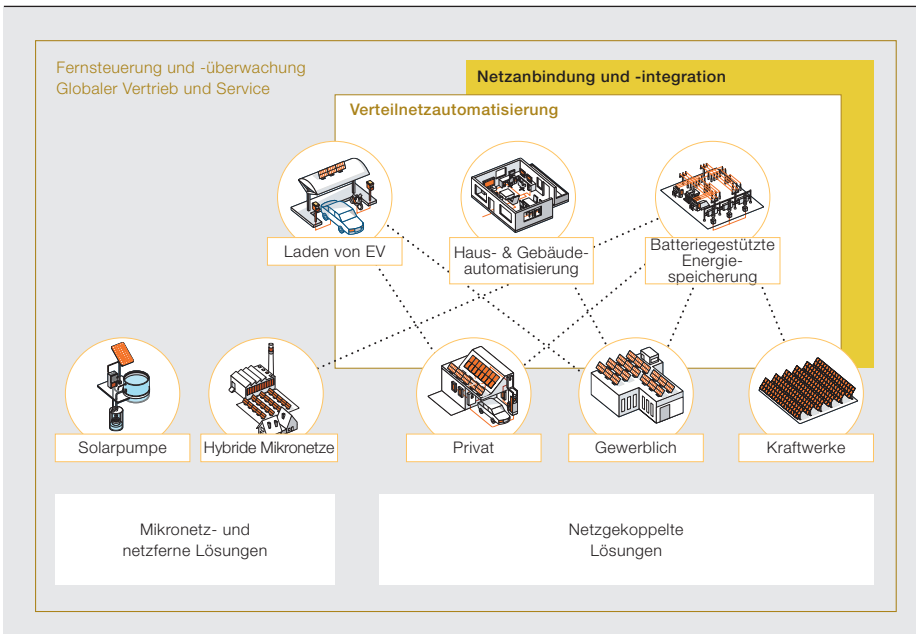 Fernsteuerung und -überwachung
Globaler Vertrieb und Service
Netzanbindung und -integration
Verteilnetzautomatisierung
Laden von EV
Haus- & Gebäude-
automatisierung
Batteriegestützte
Energie-
speicherung
Solarpumpe
Hybride Mikronetze
Privat
Gewerblich
Kraftwerke
Mikronetz- und
netzferne Lösungen
Netzgekoppelte
Lösungen